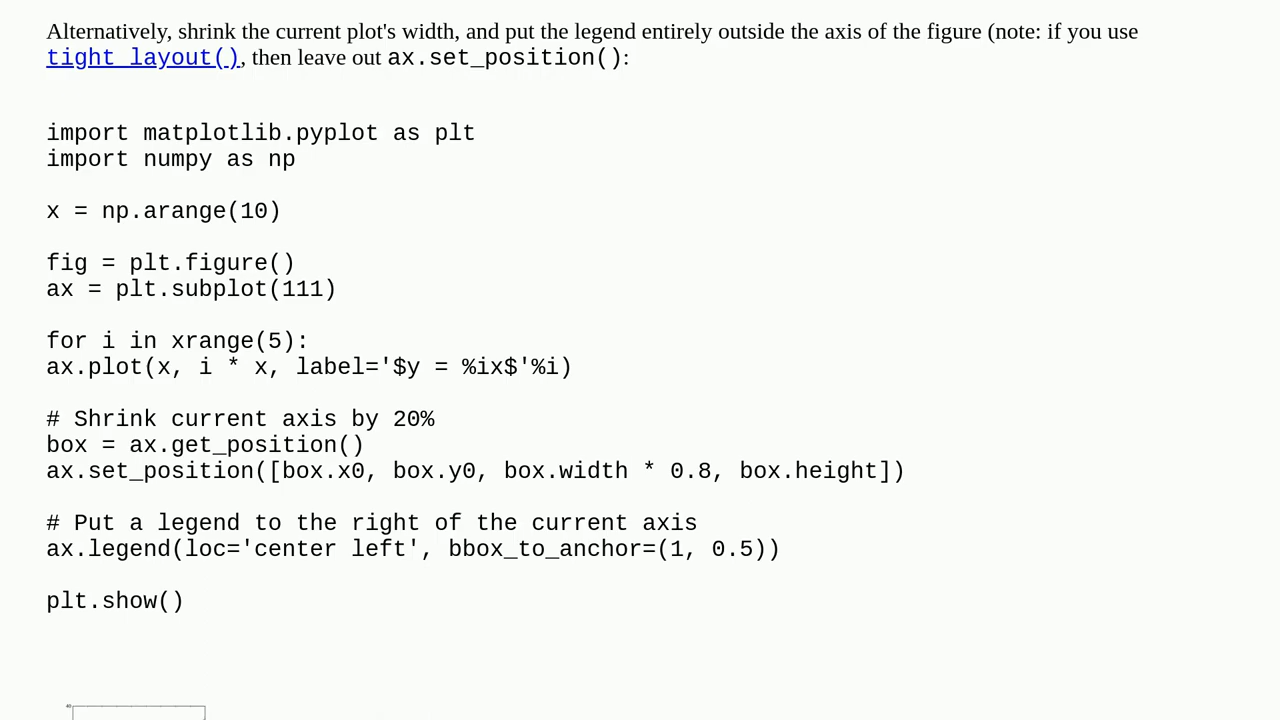 Alternatively, shrink the current plot's width, and put the legend entirely outside the axis of the figure (note: if you use
tight_layout(), then leave out ax.set_position():
import matplotlib.pyplot as plt
import numpy as np
x = np.arange(10)
fig = plt.figure()
ax = plt.subplot(111)
for i in xrange(5):
ax.plot(x, i * x, label='$y = %ix$'%i)
# Shrink current axis by 20%
box = ax.get_position()
ax.set_position([box.x0, box.y0, box.width * 0.8, box.height])
# Put a legend to the right of the current axis
ax.legend(loc='center left', bbox_to_anchor=(1, 0.5))
plt.show()